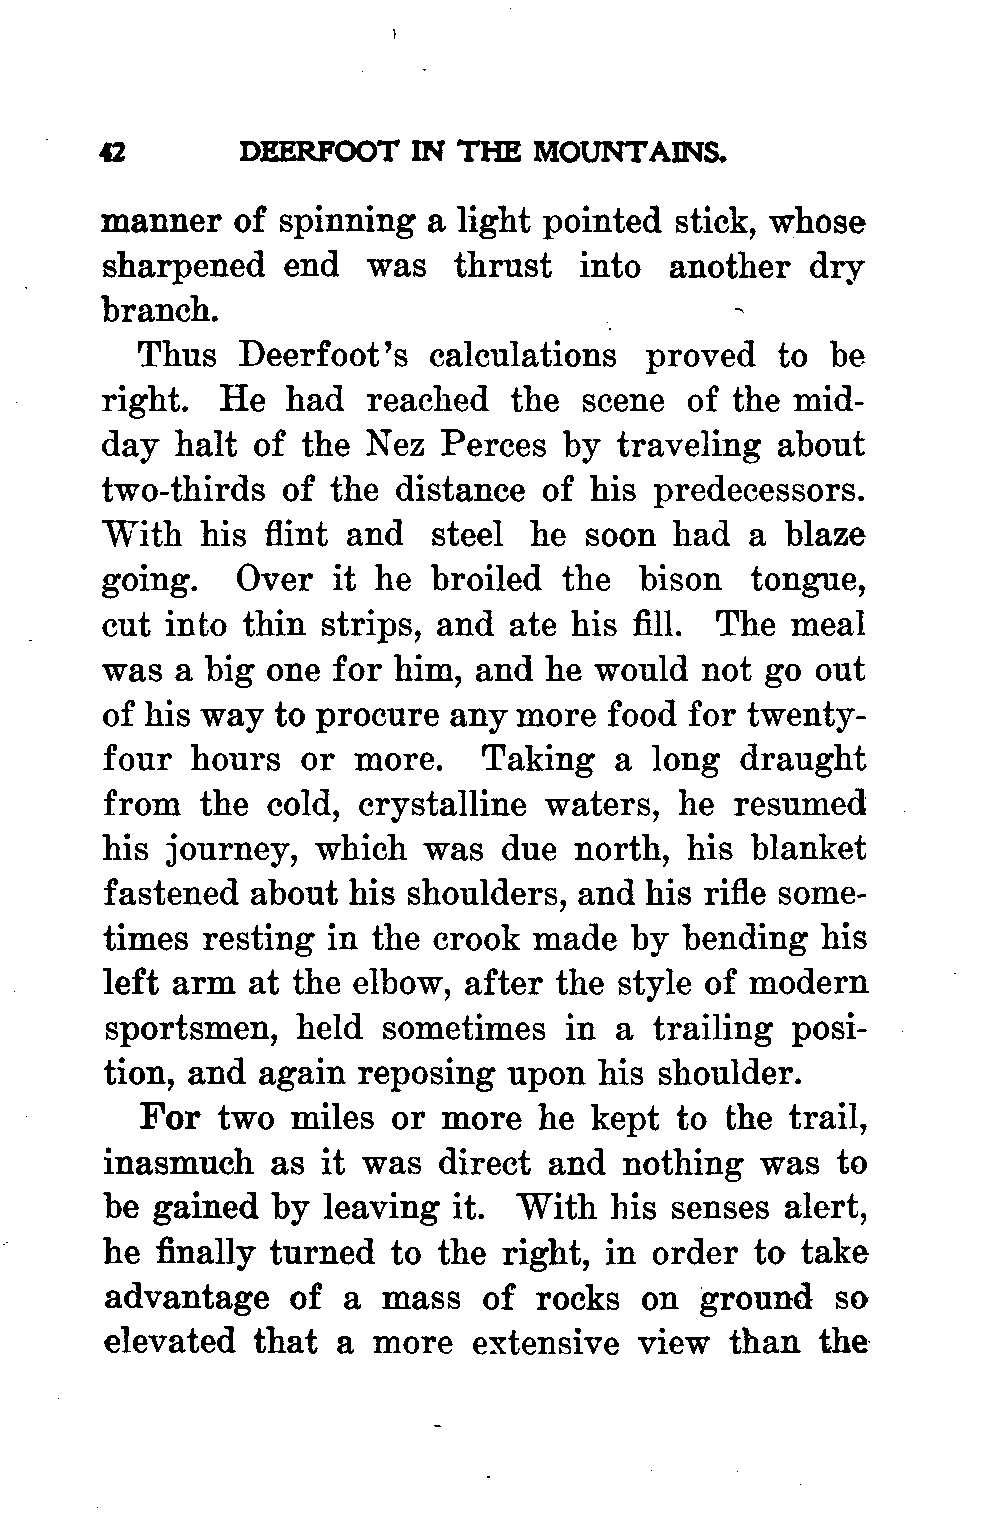 42 DEERFOOT IN THE MOUNTAINS.
manner of spinning a light pointed stick, whose
sharpened end was thrust into another dry
branch.
Thus Deerfoot's calculations proved to be
right. He had reached the scene of the mid-
day halt of the Nez Perces by traveling about
two-thirds of the distance of his predecessors.
With his flint and steel he soon had a blaze
going. Over it he broiled the bison tongue,
cut into thin strips, and ate his fill. The meal
was a big one for him, and he would not go out
of his way to procure any more food for twenty-
four hours or more. Taking a long draught
from the cold, crystalline waters, he resumed
his journey, which was due north, his blanket
fastened about his shoulders, and his rifle some-
times resting in the crook made by bending his
left arm at the elbow, after the style of modern
sportsmen, held sometimes in a trailing posi-
tion, and again reposing upon his shoulder.
For two miles or more he kept to the trail,
inasmuch as it was direct and nothing was to
be gained by leaving it. With his senses alert,
he finally turned to the right, in order to take
advantage of a mass of rocks on ground so
elevated that a more extensive view than the